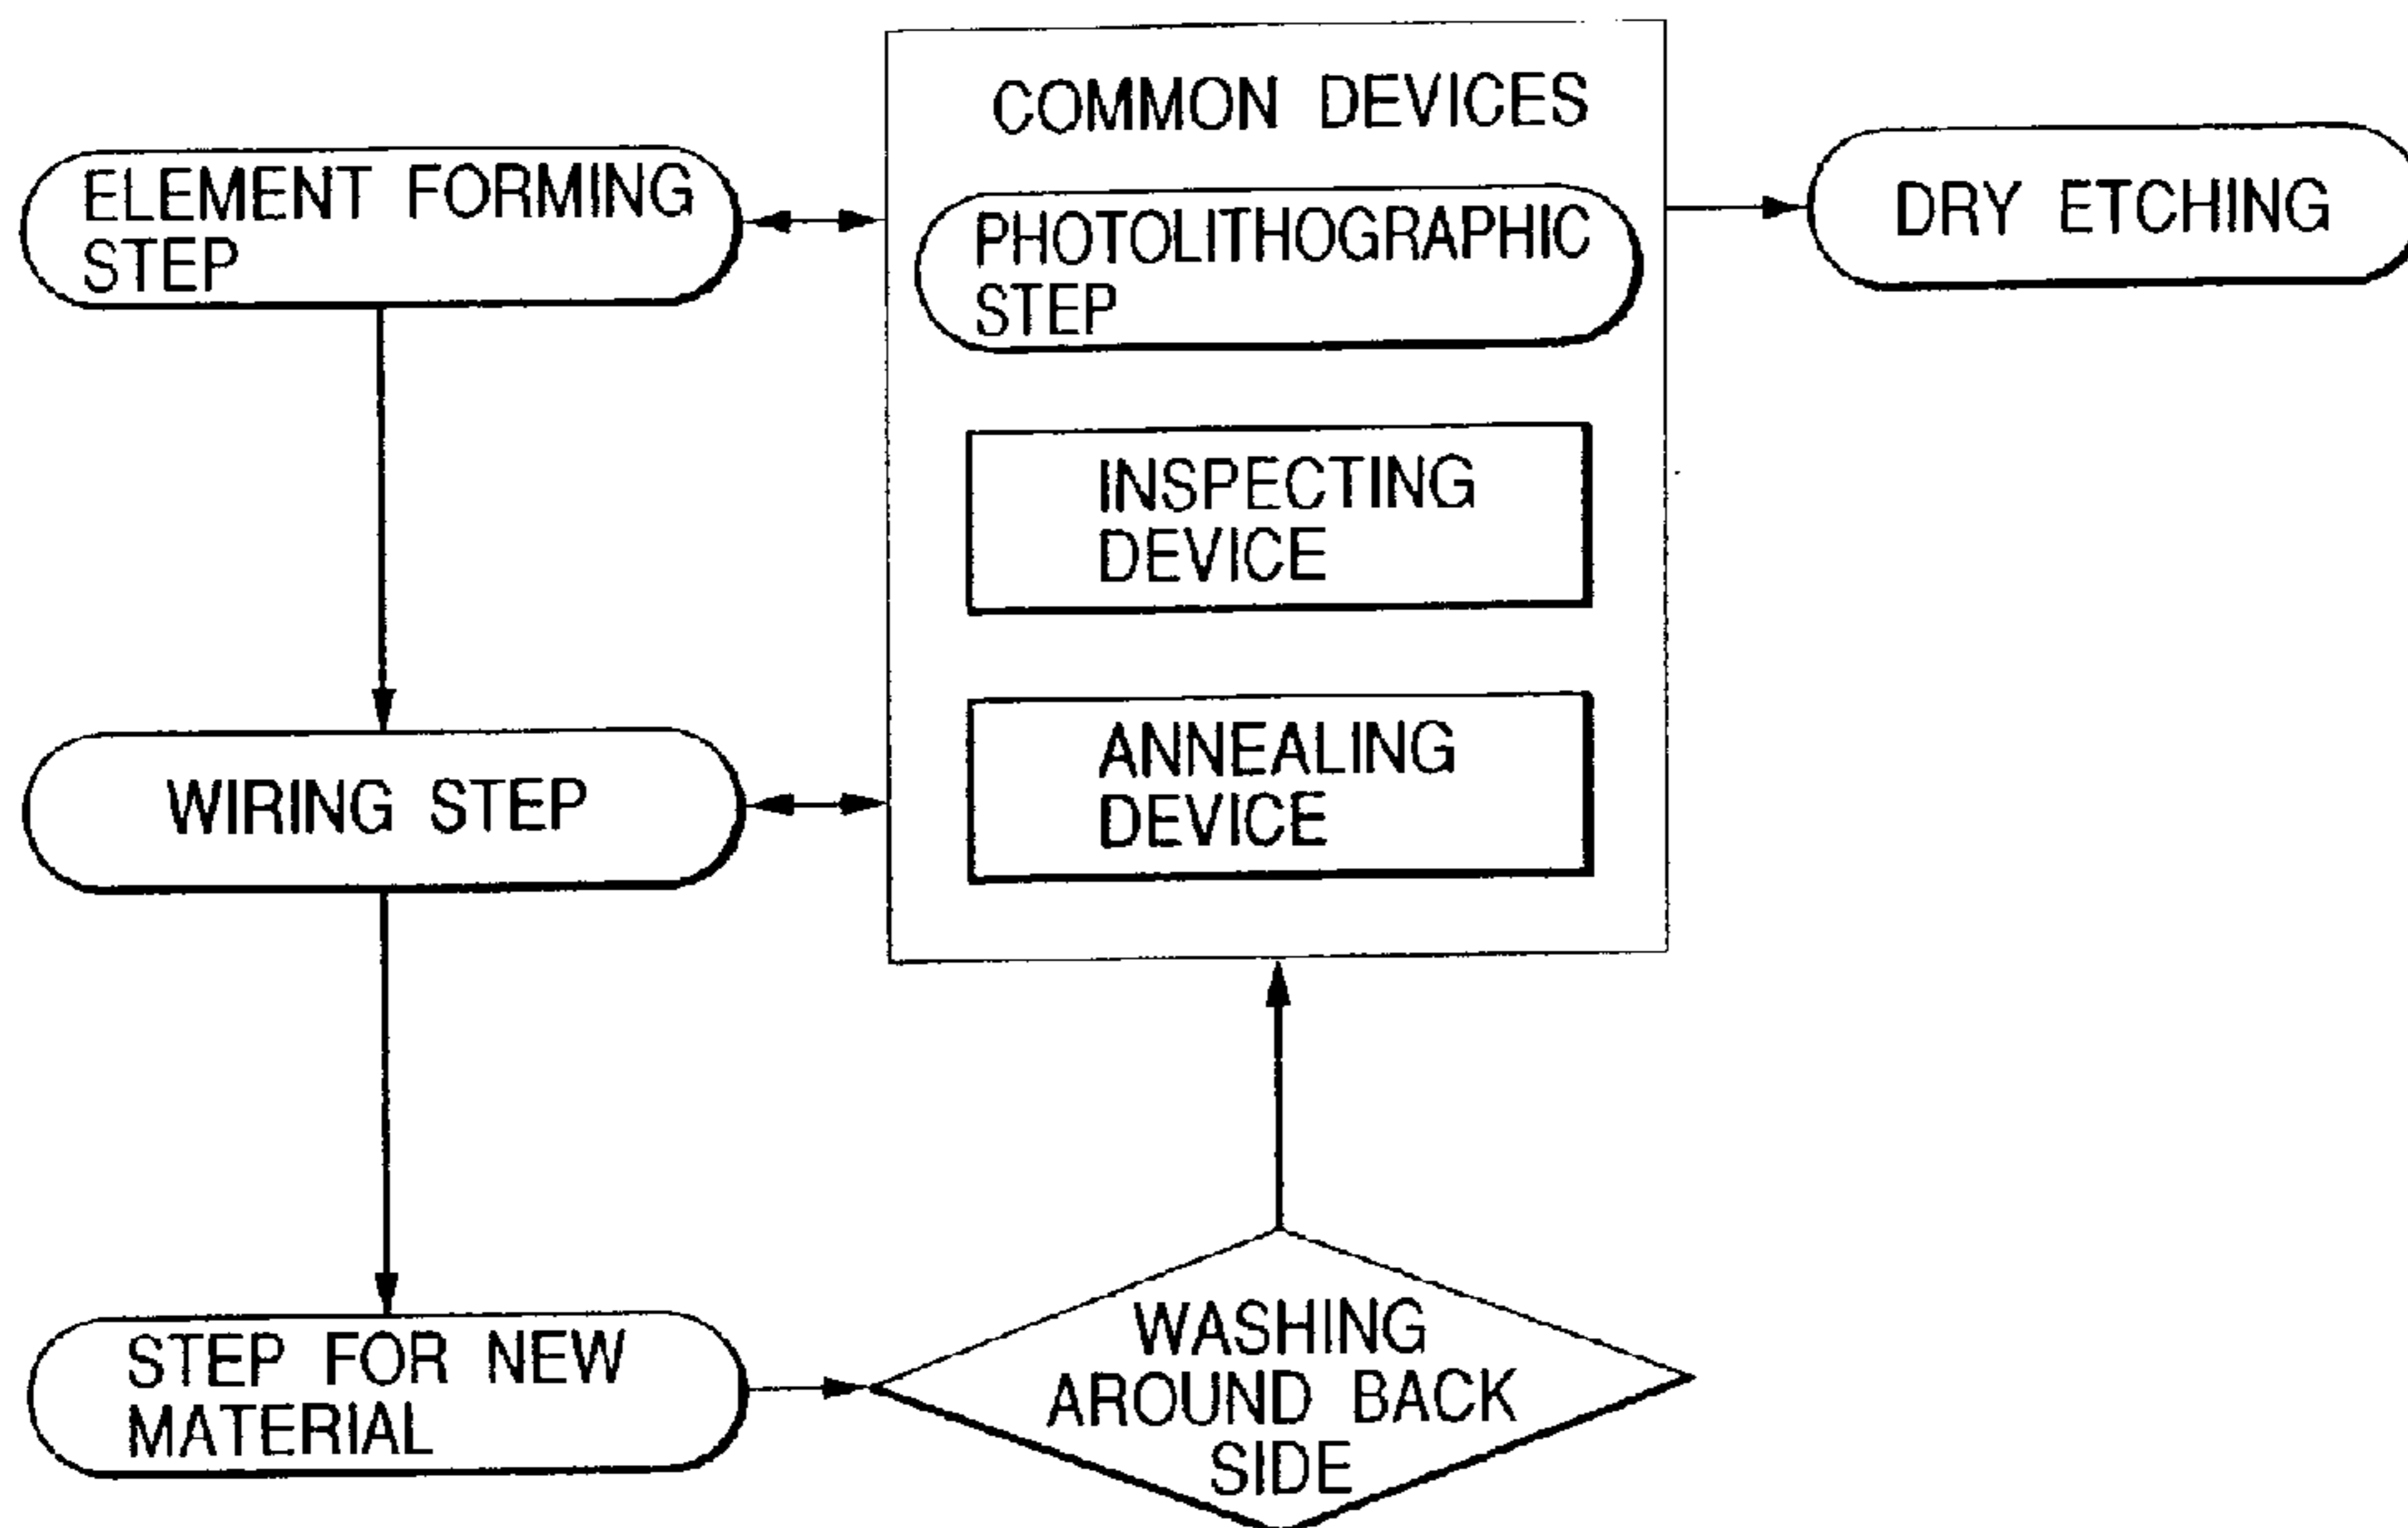 COMMON DEVICES
ELEMENT FORMING
STEP
PHOTOLITHOGRAPHIC
STEP
DRY ETCHING
INSPECTING
DEVICE
WIRING STEP
ANNEALING
DEVICE
STEP FOR NEW
MATERIAL
WASHING
AROUND BACK
SIDE